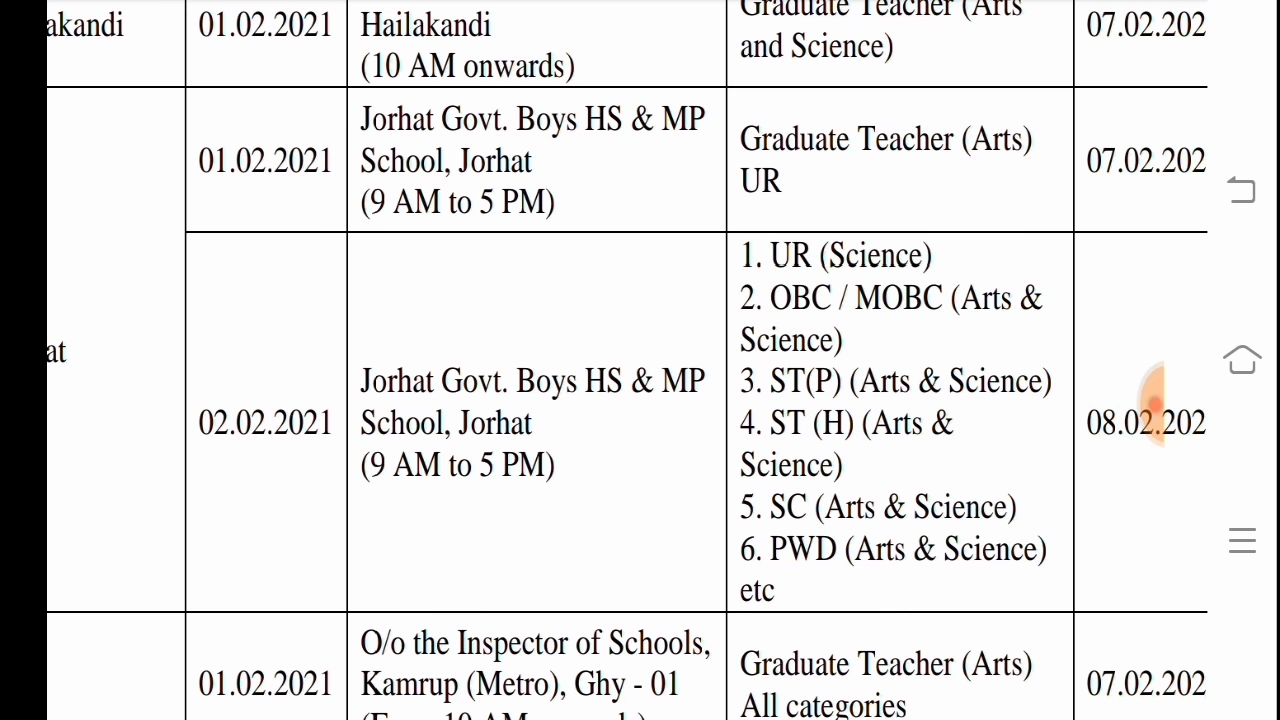 akandi
01.02.2021
Hailakandi
(10 AM onwards)
Graduate Teacher (Arts
and Science)
07.02.202
at
01.02.2021
Jorhat Govt. Boys HS & MP
School, Jorhat
(9 AM to 5 PM)
Graduate Teacher (Arts)
UR
07.02.202
02.02.2021
Jorhat Govt. Boys HS & MP
School, Jorhat
(9 AM to 5 PM)
1. UR (Science)
2. OBC / MOBC (Arts &
Science)
3. ST(P) (Arts & Science)
4. ST (H) (Arts &
Science)
5. SC (Arts & Science)
6. PWD (Arts & Science)
etc
08.02.202
01.02.2021
O/o the Inspector of Schools,
Kamrup (Metro), Ghy - 01
Graduate Teacher (Arts)
All categories
07.02.202